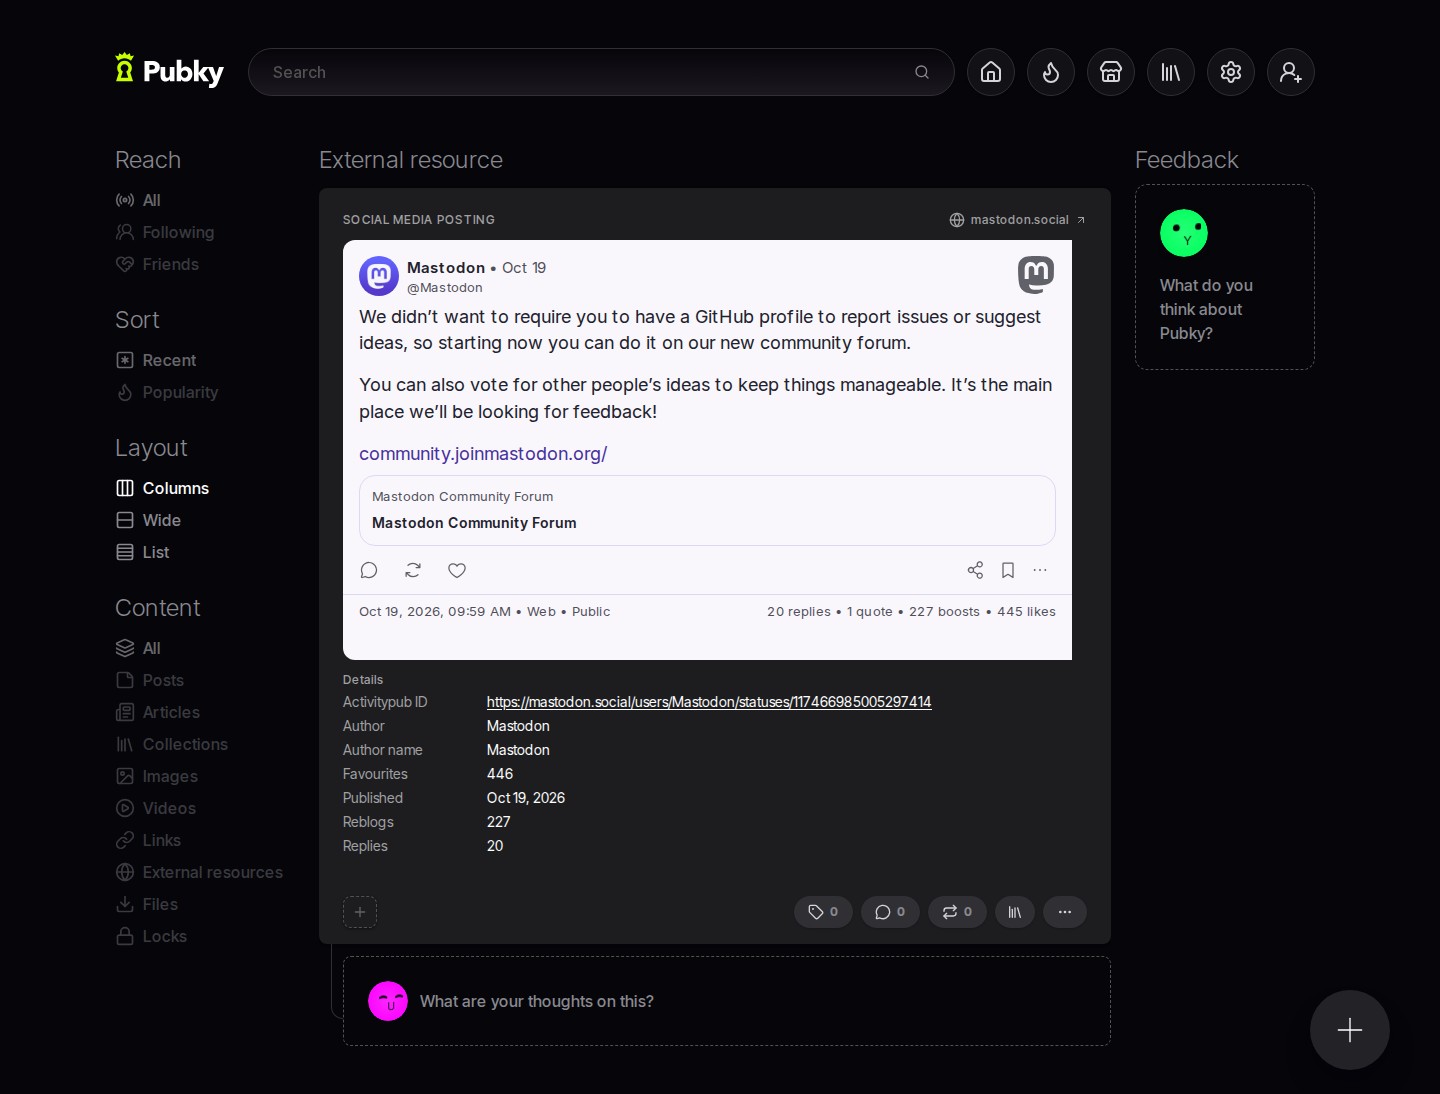 Pubky
Search
Reach
All
Following
Friends
Sort
Recent
Popularity
Layout
Columns
Wide
List
Content
All
Posts
Articles
Collections
Images
Videos
Links
External resources
Files
Locks
External resource
SOCIAL MEDIA POSTING
mastodon.social
Mastodon • Oct 19
@Mastodon
We didn’t want to require you to have a GitHub profile to report issues or suggest
ideas, so starting now you can do it on our new community forum.
You can also vote for other people’s ideas to keep things manageable. It’s the main
place we’ll be looking for feedback!
community.joinmastodon.org/
Mastodon Community Forum
Mastodon Community Forum
Oct 19, 2026, 09:59 AM • Web • Public
20 replies • 1 quote • 227 boosts • 445 likes
Details
Activitypub ID https://mastodon.social/users/Mastodon/statuses/117466985005297414
Author Mastodon
Author name Mastodon
Favourites 446
Published Oct 19, 2026
Reblogs 227
Replies 20
0 0 0
What are your thoughts on this?
Feedback
What do you
think about
Pubky?